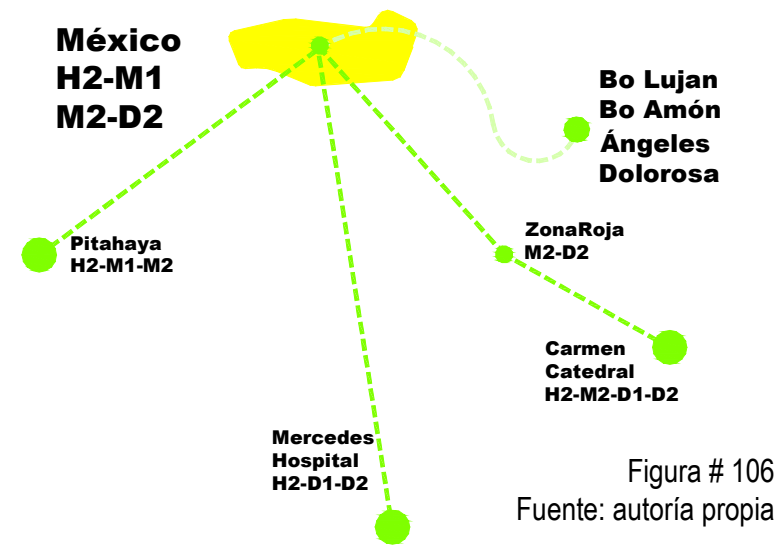 México
H2-M1
M2-D2
Bo Lujan
Bo Amón
Ángeles
Dolorosa
Pitahaya
H2-M1-M2
ZonaRoja
M2-D2
Carmen
Catedral
H2-M2-D1-D2
Mercedes
Hospital
H2-D1-D2
Figura # 106
Fuente: autoría propia